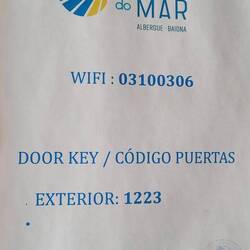 do MAR
ALBERGUE · BAIONA
WIFI : 03100306
DOOR KEY / CÓDIGO PUERTAS
. EXTERIOR: 1223
•